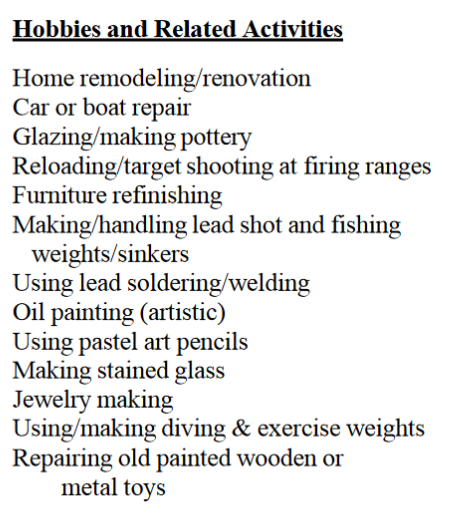 Hobbies and Related Activities
Home remodeling/renovation
Car or boat repair
Glazing/making pottery
Reloading/target shooting at firing ranges
Furniture refinishing
Making/handling lead shot and fishing
weights/sinkers
Using lead soldering/welding
Oil painting (artistic)
Using pastel art pencils
Making stained glass
Jewelry making
Using/making diving & exercise weights
Repairing old painted wooden or
metal toys